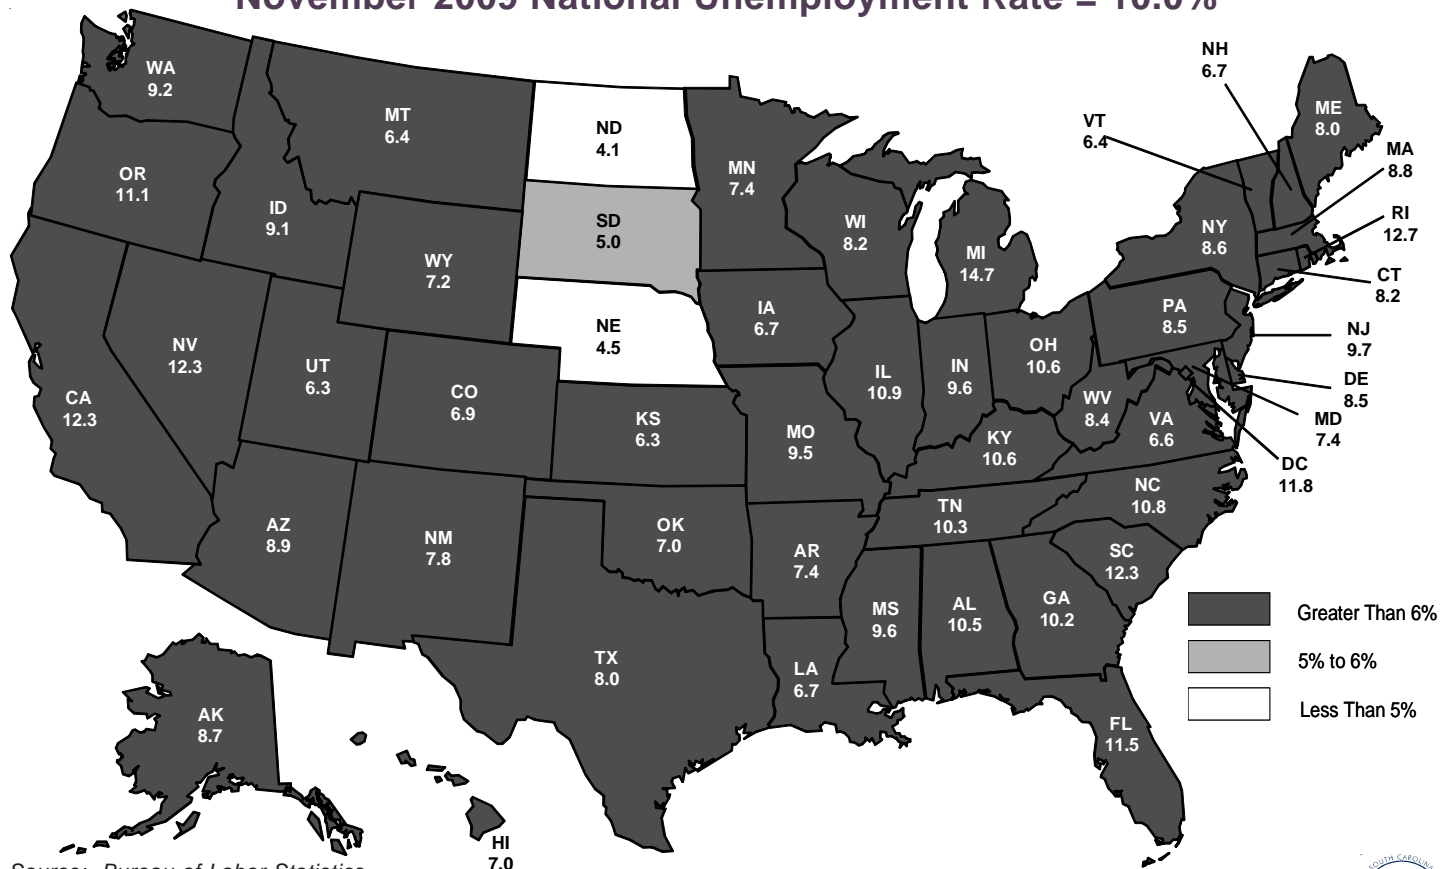 November 2009 National Unemployment Rate = 10.0%
WA
9.2
MT
6.4
ND
4.1
OR
11.1
ID
9.1
WY
7.2
SD
5.0
MN
7.4
WI
8.2
MI
14.7
NH
6.7
VT
6.4
ME
8.0
MA
8.8
RI
12.7
NY
8.6
CT
8.2
NJ
9.7
PA
8.5
DE
8.5
MD
7.4
DC
11.8
NE
4.5
IA
6.7
NV
12.3
UT
6.3
CO
6.9
CA
12.3
KS
6.3
MO
9.5
IL
10.9
IN
9.6
OH
10.6
WV
8.4
VA
6.6
KY
10.6
NC
10.8
TN
10.3
SC
12.3
AZ
8.9
NM
7.8
OK
7.0
AR
7.4
MS
9.6
AL
10.5
GA
10.2
TX
8.0
LA
6.7
FL
11.5
AK
8.7
HI
7.0
Greater Than 6%
5% to 6%
Less Than 5%
Source: Bureau of Labor Statistics
SOUTH CAROLINA